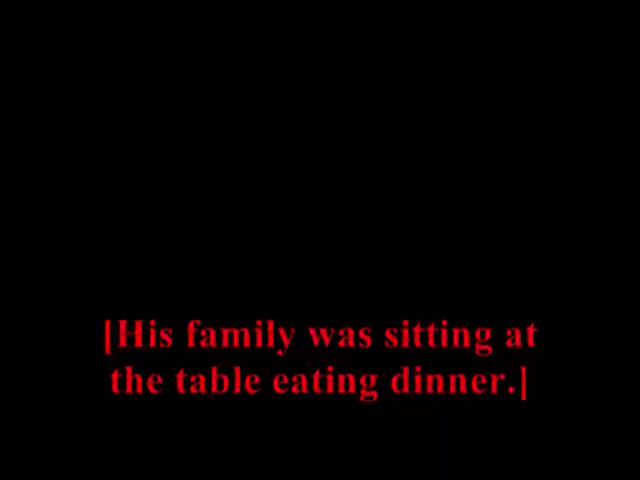 [His family was sitting at
the table eating dinner.]